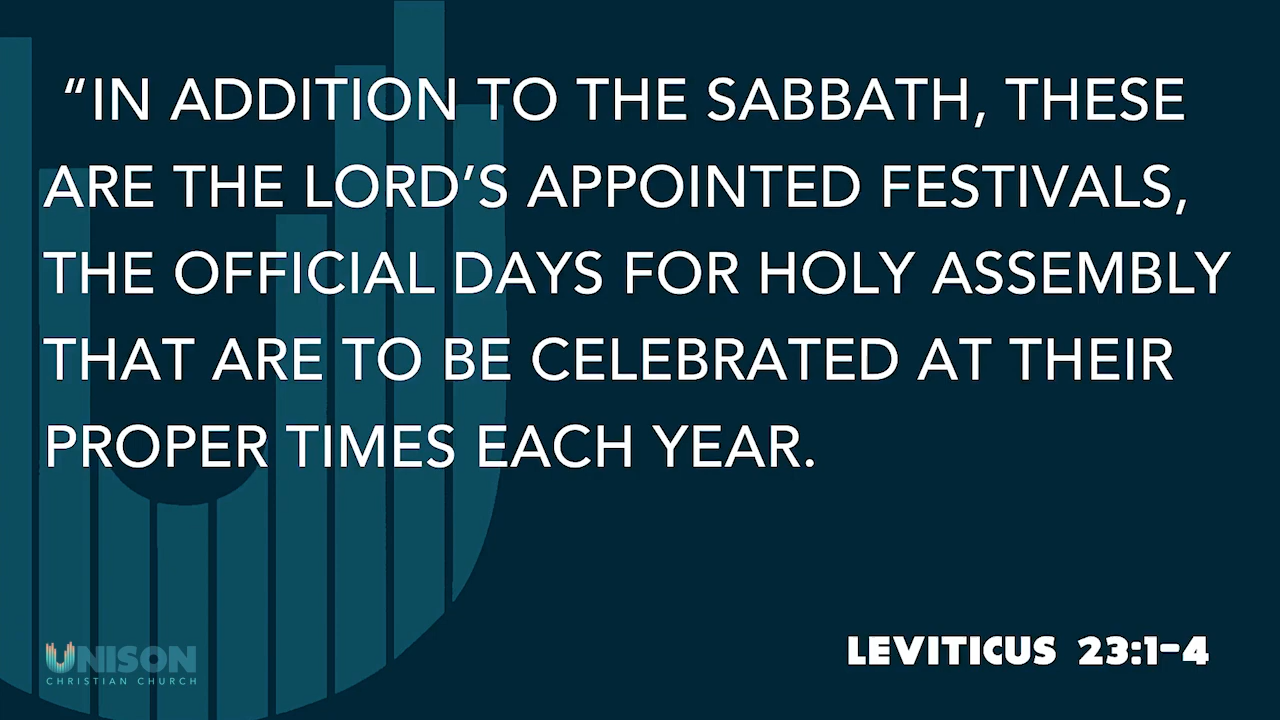 “IN ADDITION TO THE SABBATH, THESE
ARE THE LORD’S APPOINTED FESTIVALS,
THE OFFICIAL DAYS FOR HOLY ASSEMBLY
THAT ARE TO BE CELEBRATED AT THEIR
PROPER TIMES EACH YEAR.
LEVITICUS 23:1-4
UNISON
CHRISTIAN CHURCH